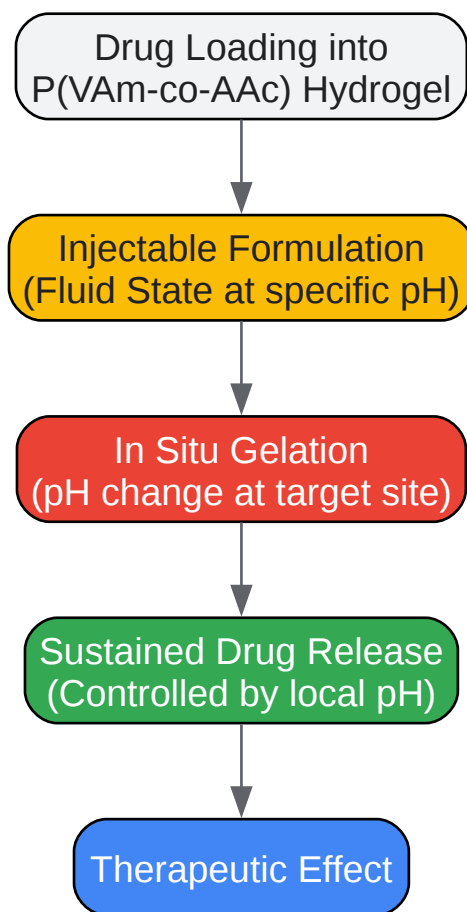 Drug Loading into
P(VAm-co-AAc) Hydrogel
Injectable Formulation
(Fluid State at specific pH)
In Situ Gelation
(pH change at target site)
Sustained Drug Release
(Controlled by local pH)
Therapeutic Effect